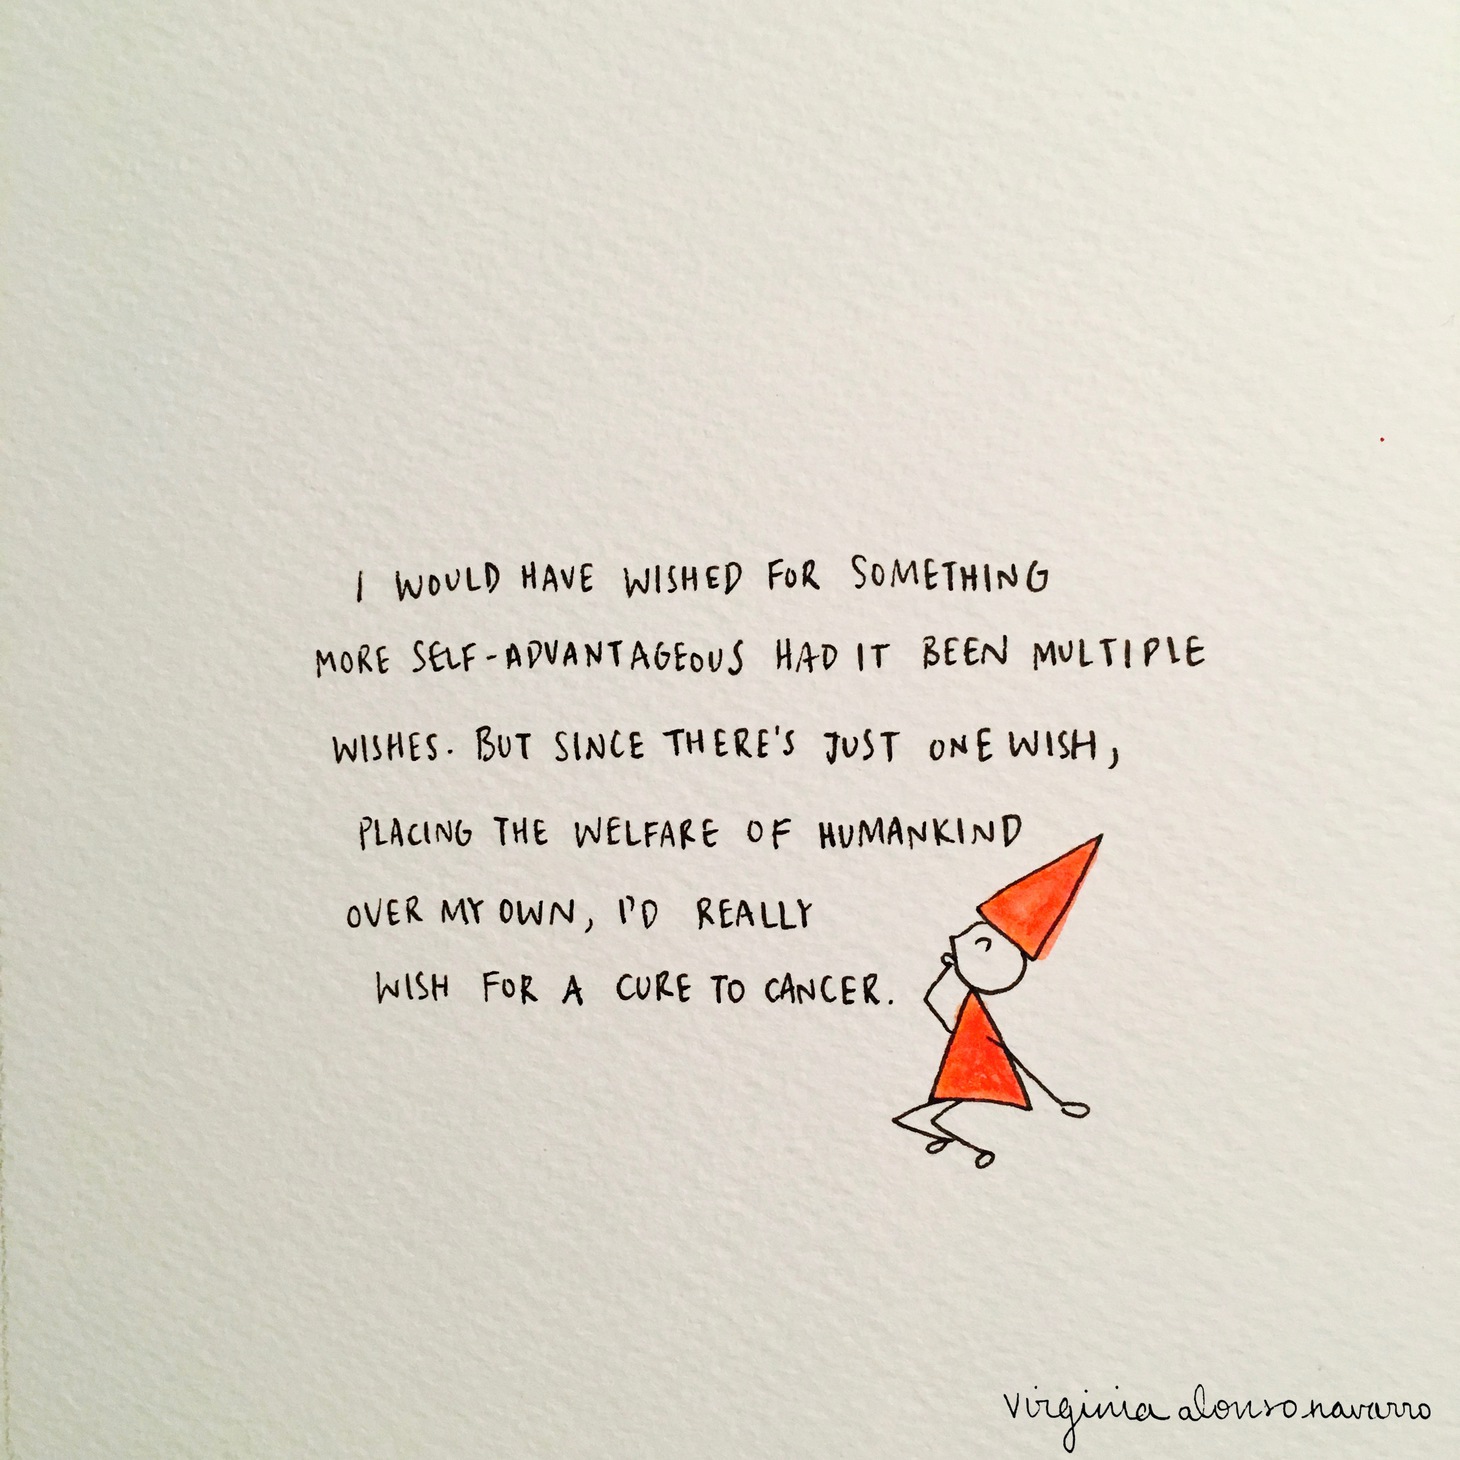 I WOULD HAVE WISHED FOR SOMETHING
MORE SELF-ADVANTAGEOUS HAD IT BEEN MULTIPLE
WISHES. BUT SINCE THERE'S JUST ONE WISH,
PLACING THE WELFARE OF HUMANKIND
OVER MY OWN, I'D REALLY
WISH FOR A CURE TO CANCER.
Virginia alonso navarro